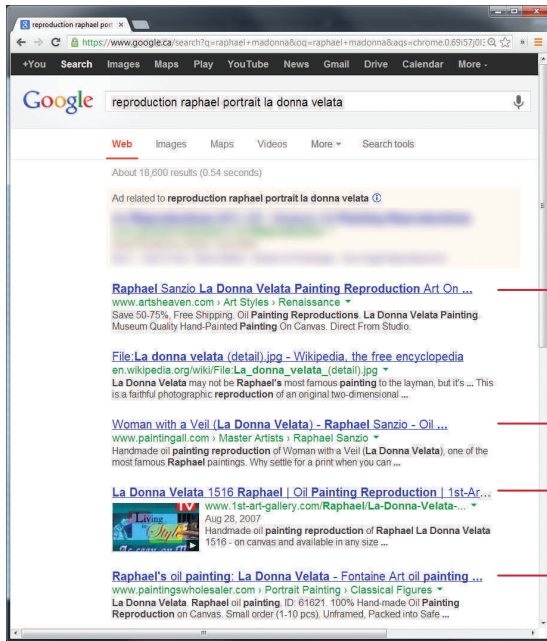 reproduction raphael por
https://www.google.ca/search?q=raphael+madonna&oq=raphael+madonna&aqs=chrome.0.69i57j0l3
+You Search Images Maps Play YouTube News Gmail Drive Calendar More
Google reproduction raphael portrait la donna velata
Web Images Maps Videos More Search tools
About 18,600 results (0.54 seconds)
Ad related to reproduction raphael portrait la donna velata
Raphael Sanzio La Donna Velata Painting Reproduction Art On ...
www.artsheaven.com › Art Styles › Renaissance
Save 50-75%, Free Shipping. Oil Painting Reproductions. La Donna Velata Painting.
Museum Quality Hand-Painted Painting On Canvas. Direct From Studio.
File:La donna velata (detail).jpg - Wikipedia, the free encyclopedia
en.wikipedia.org/wiki/File:La_donna_velata_(detail).jpg
La Donna Velata may not be Raphael's most famous painting to the layman, but it's ... This
is a faithful photographic reproduction of an original two-dimensional ...
Woman with a Veil (La Donna Velata) - Raphael Sanzio - Oil ...
www.paintingall.com › Master Artists › Raphael Sanzio
Handmade oil painting reproduction of Woman with a Veil (La Donna Velata), one of the
most famous Raphael paintings. Why settle for a print when you can ...
La Donna Velata 1516 Raphael | Oil Painting Reproduction | 1st-Ar...
www.1st-art-gallery.com/Raphael/La-Donna-Velata-...
Aug 28, 2007
Handmade oil painting reproduction of Raphael La Donna Velata
1516 - on canvas and available in any size ...
TV
Living
in
Style
Raphael's oil painting: La Donna Velata - Fontaine Art oil painting ...
www.paintingswholesaler.com › Portrait Painting › Classical Figures
La Donna Velata, Raphael oil painting, ID: 61621, 100% Hand-made Oil Painting
Reproduction on Canvas. Small order (1-10 pcs), Unframed, Packed into Safe ...